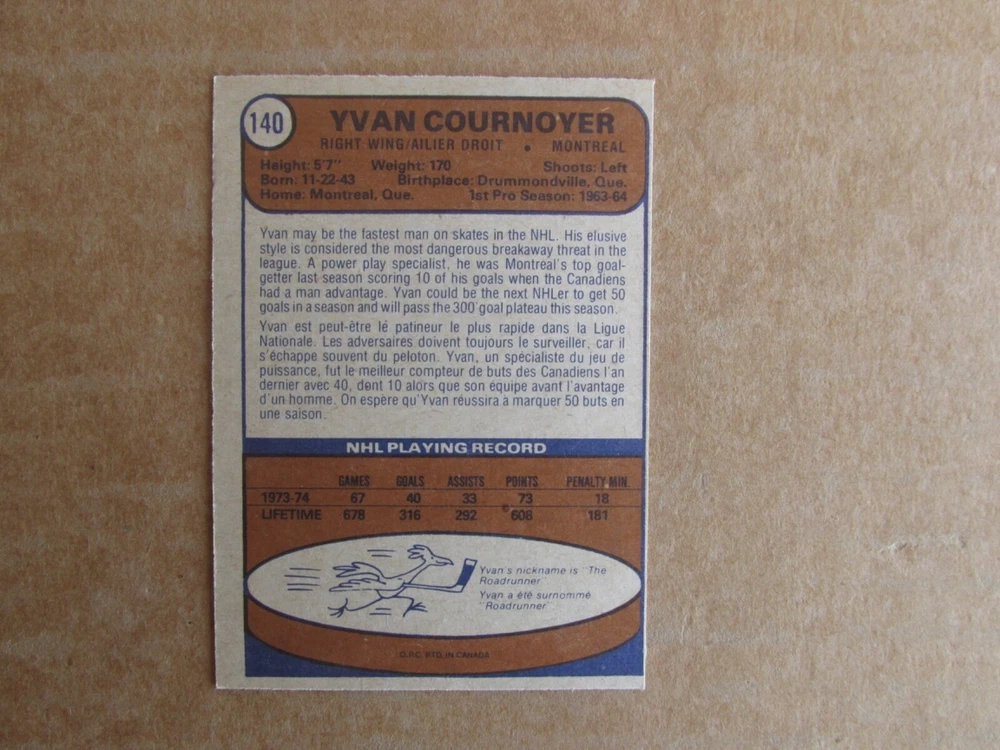 140
YVAN COURNOYER
RIGHT WING/AILIER DROIT • MONTREAL
Height: 5'7" Weight: 170 Shoots: Left
Born: 11-22-43 Birthplace: Drummondville, Que.
Home: Montreal, Que. 1st Pro Season: 1963-64
Yvan may be the fastest man on skates in the NHL. His elusive
style is considered the most dangerous breakaway threat in the
league. A power play specialist, he was Montreal's top goal-
getter last season scoring 10 of his goals when the Canadiens
had a man advantage. Yvan could be the next NHLer to get 50
goals in a season and will pass the 300 goal plateau this season.
Yvan est peut-être lé patineur le plus rapide dans la Ligue
Nationale. Les adversaires doivent toujours le surveiller, car il
s'échappe souvent du peloton. Yvan, un spécialiste du jeu de
puissance, fut le meilleur compteur de buts des Canadiens l'an
dernier avec 40, dont 10 alors que son équipe avant l'avantage
d'un homme. On espère qu'Yvan réussira à marquer 50 buts en
une saison.
NHL PLAYING RECORD
GAMES GOALS ASSISTS POINTS PENALTY MIN.
1973-74 67 40 33 73 18
LIFETIME 678 316 292 608 181
Yvan's nickname is "The
Roadrunner"
Yvan a été surnommé
"Roadrunner"
O.P.C. PTD. IN CANADA